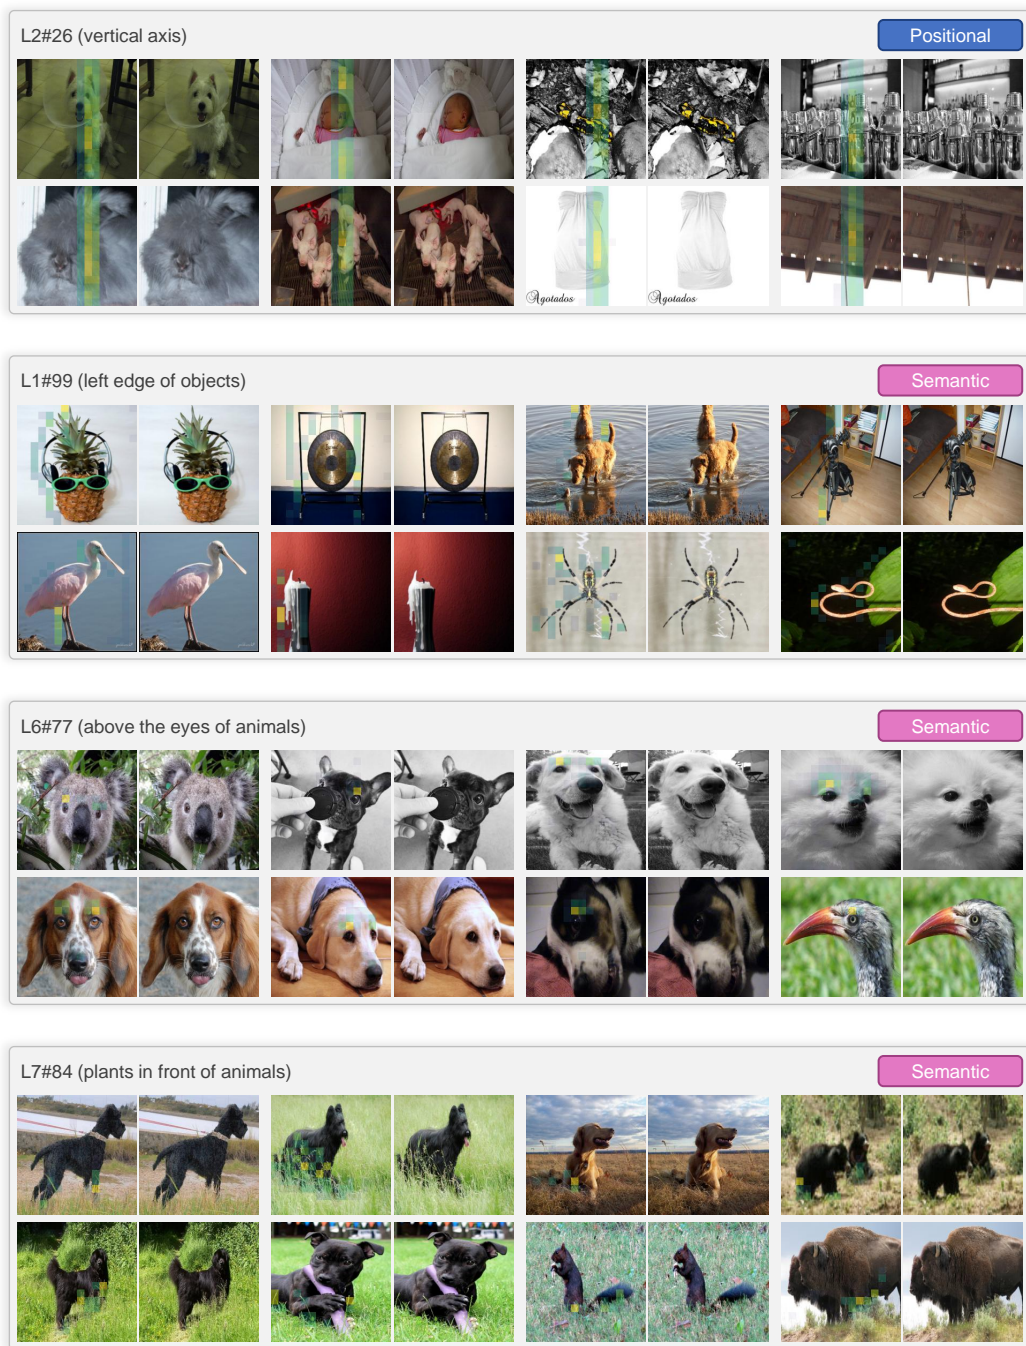 L2#26 (vertical axis)
Positional
Agotados
Agotados
L1#99 (left edge of objects)
Semantic
L6#77 (above the eyes of animals)
Semantic
L7#84 (plants in front of animals)
Semantic